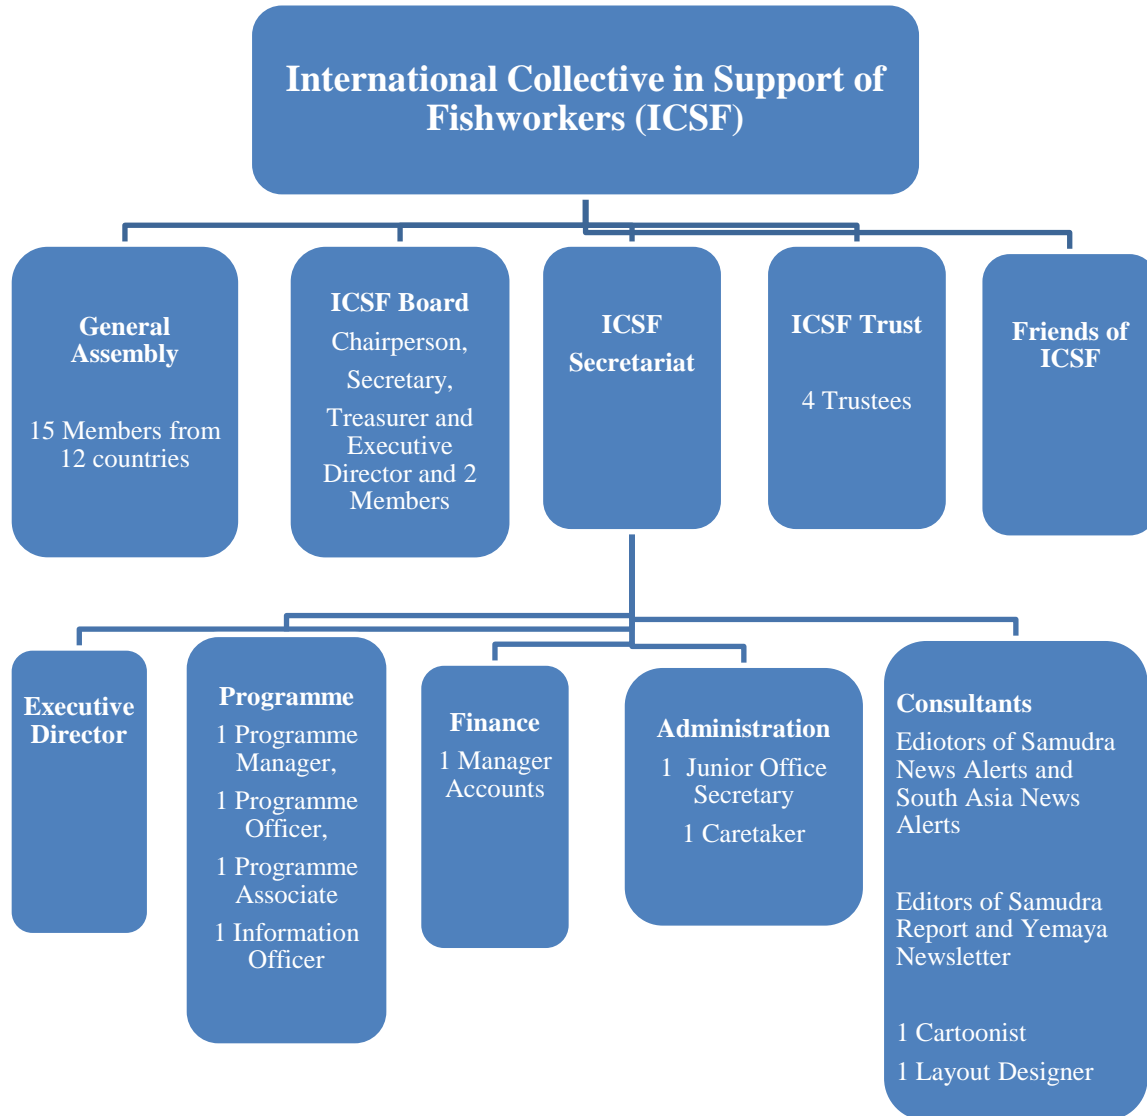 International Collective in Support of
Fishworkers (ICSF)
General
Assembly
15 Members from
12 countries
ICSF Board
Chairperson,
Secretary,
Treasurer and
Executive
Director and 2
Members
ICSF
Secretariat
ICSF Trust
4 Trustees
Friends of
ICSF
Executive
Director
Programme
1 Programme
Manager,
1 Programme
Officer,
1 Programme
Associate
1 Information
Officer
Finance
1 Manager
Accounts
Administration
1 Junior Office
Secretary
1 Caretaker
Consultants
Ediotors of Samudra
News Alerts and
South Asia News
Alerts
Editors of Samudra
Report and Yemaya
Newsletter
1 Cartoonist
1 Layout Designer